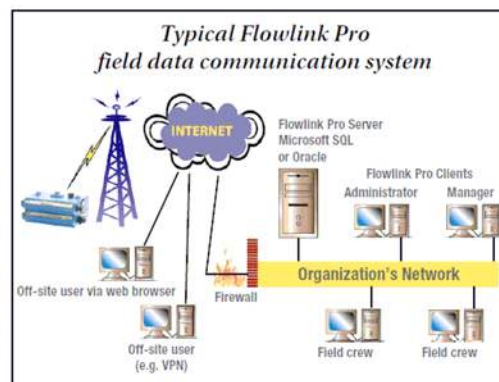 Typical Flowlink Pro
field data communication system
INTERNET
Flowlink Pro Server
Microsoft SQL
or Oracle
Flowlink Pro Clients
Administrator
Manager
Off-site user via web browser
Firewall
Organization's Network
Off-site user
(e.g. VPN)
Field crew
Field crew